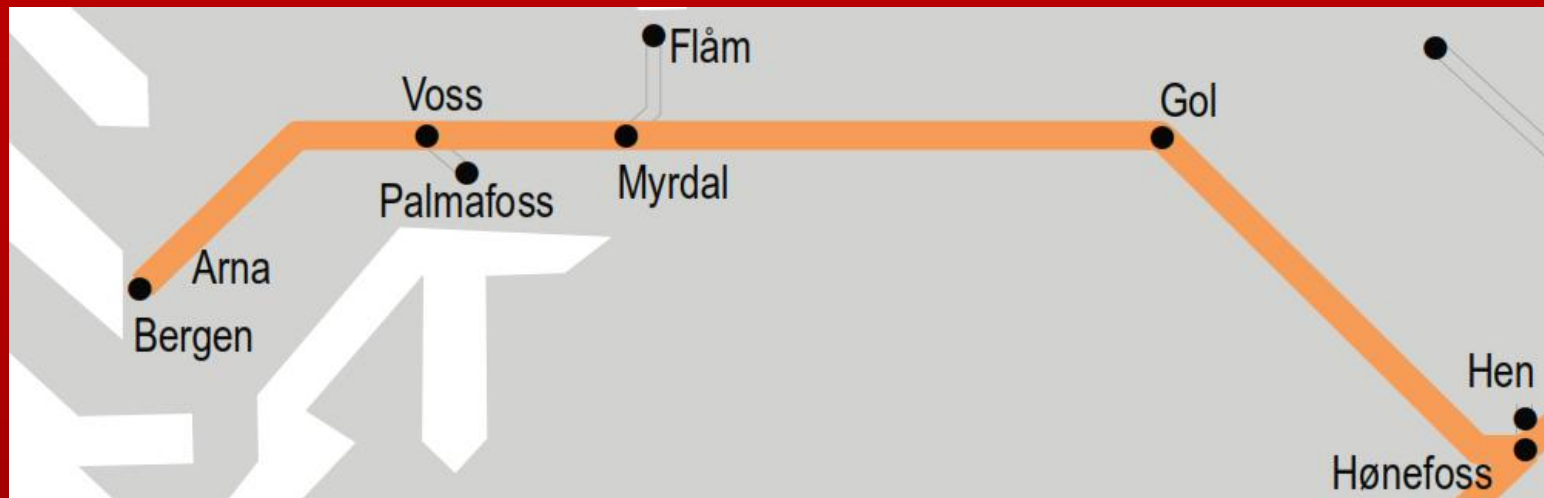 Flåm
Voss
Gol
Palmafoss
Myrdal
Arna
Bergen
Hen
Hønefoss